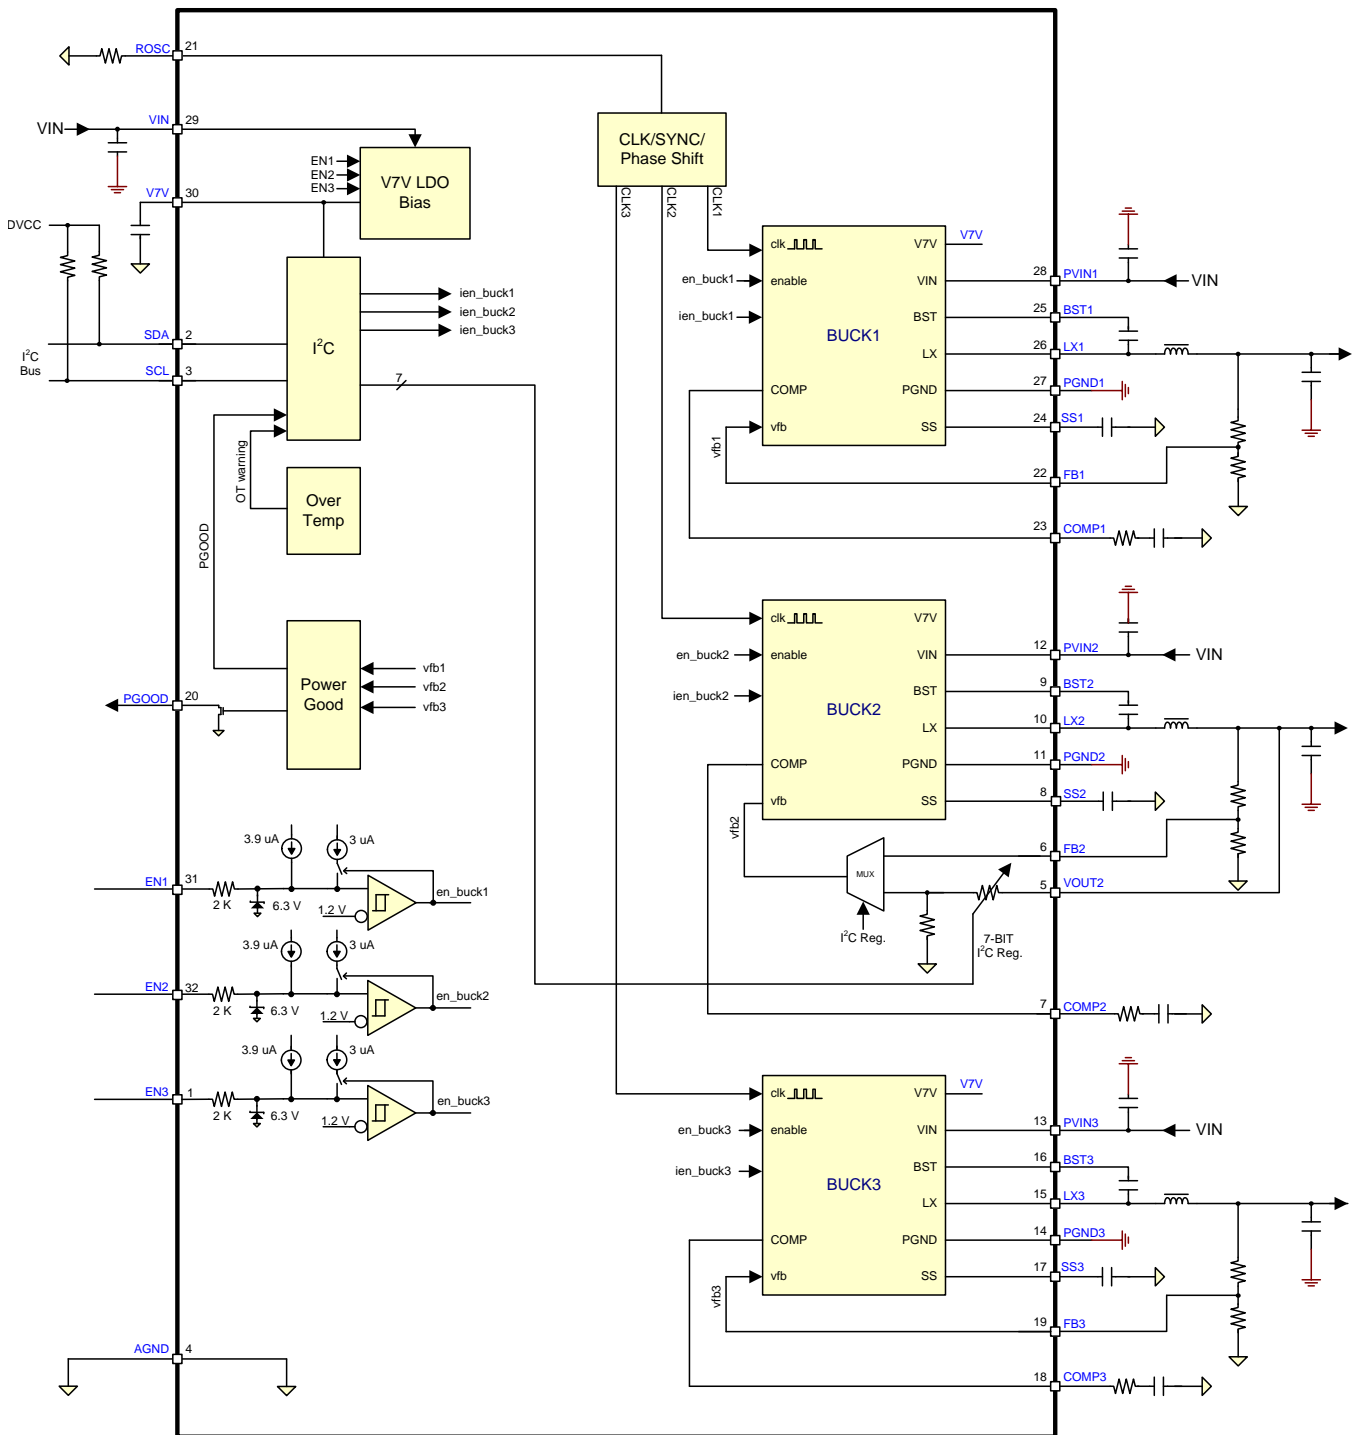 ROSC
21
VIN
VIN
29
V7V
30
DVCC
EN1
EN2
EN3
V7V LDO
Bias
CLK/SYNC/
Phase Shift
CLK3
CLK2
CLK1
I²C
ien_buck1
ien_buck2
ien_buck3
7
SDA
2
I²C
Bus
SCL
3
OT warning
PGOOD
Over
Temp
Power
Good
vfb1
vfb2
vfb3
PGOOD
20
3.9 uA
3 uA
EN1
31
2 K
6.3 V
1.2 V
en_buck1
3.9 uA
3 uA
EN2
32
2 K
6.3 V
1.2 V
en_buck2
3.9 uA
3 uA
EN3
1
2 K
6.3 V
1.2 V
en_buck3
AGND
4
clk
V7V
V7V
en_buck1
enable
VIN
28
PVIN1
VIN
ien_buck1
BST
25
BST1
BUCK1
LX
26
LX1
COMP
PGND
27
PGND1
vfb
SS
24
SS1
vfb1
22
FB1
23
COMP1
clk
V7V
en_buck2
enable
VIN
12
PVIN2
VIN
ien_buck2
BST
9
BST2
BUCK2
LX
10
LX2
COMP
PGND
11
PGND2
vfb
SS
8
SS2
vfb2
MUX
6
FB2
5
VOUT2
I²C Reg.
7-BIT
I²C Reg.
7
COMP2
clk
V7V
V7V
en_buck3
enable
VIN
13
PVIN3
VIN
ien_buck3
BST
16
BST3
BUCK3
LX
15
LX3
COMP
PGND
14
PGND3
vfb
SS
17
SS3
vfb3
19
FB3
18
COMP3